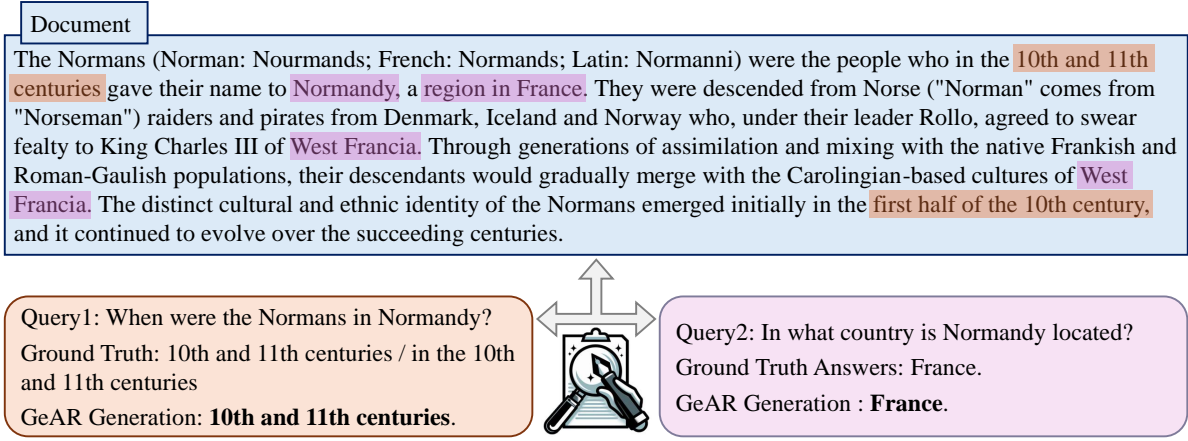 Document
The Normans (Norman: Nourmands; French: Normands; Latin: Normanni) were the people who in the 10th and 11th
centuries gave their name to Normandy, a region in France. They were descended from Norse ("Norman" comes from
"Norseman") raiders and pirates from Denmark, Iceland and Norway who, under their leader Rollo, agreed to swear
fealty to King Charles III of West Francia. Through generations of assimilation and mixing with the native Frankish and
Roman-Gaulish populations, their descendants would gradually merge with the Carolingian-based cultures of West
Francia. The distinct cultural and ethnic identity of the Normans emerged initially in the first half of the 10th century,
and it continued to evolve over the succeeding centuries.
Query1: When were the Normans in Normandy?
Ground Truth: 10th and 11th centuries / in the 10th
and 11th centuries
GeAR Generation: 10th and 11th centuries.
Query2: In what country is Normandy located?
Ground Truth Answers: France.
GeAR Generation : France.